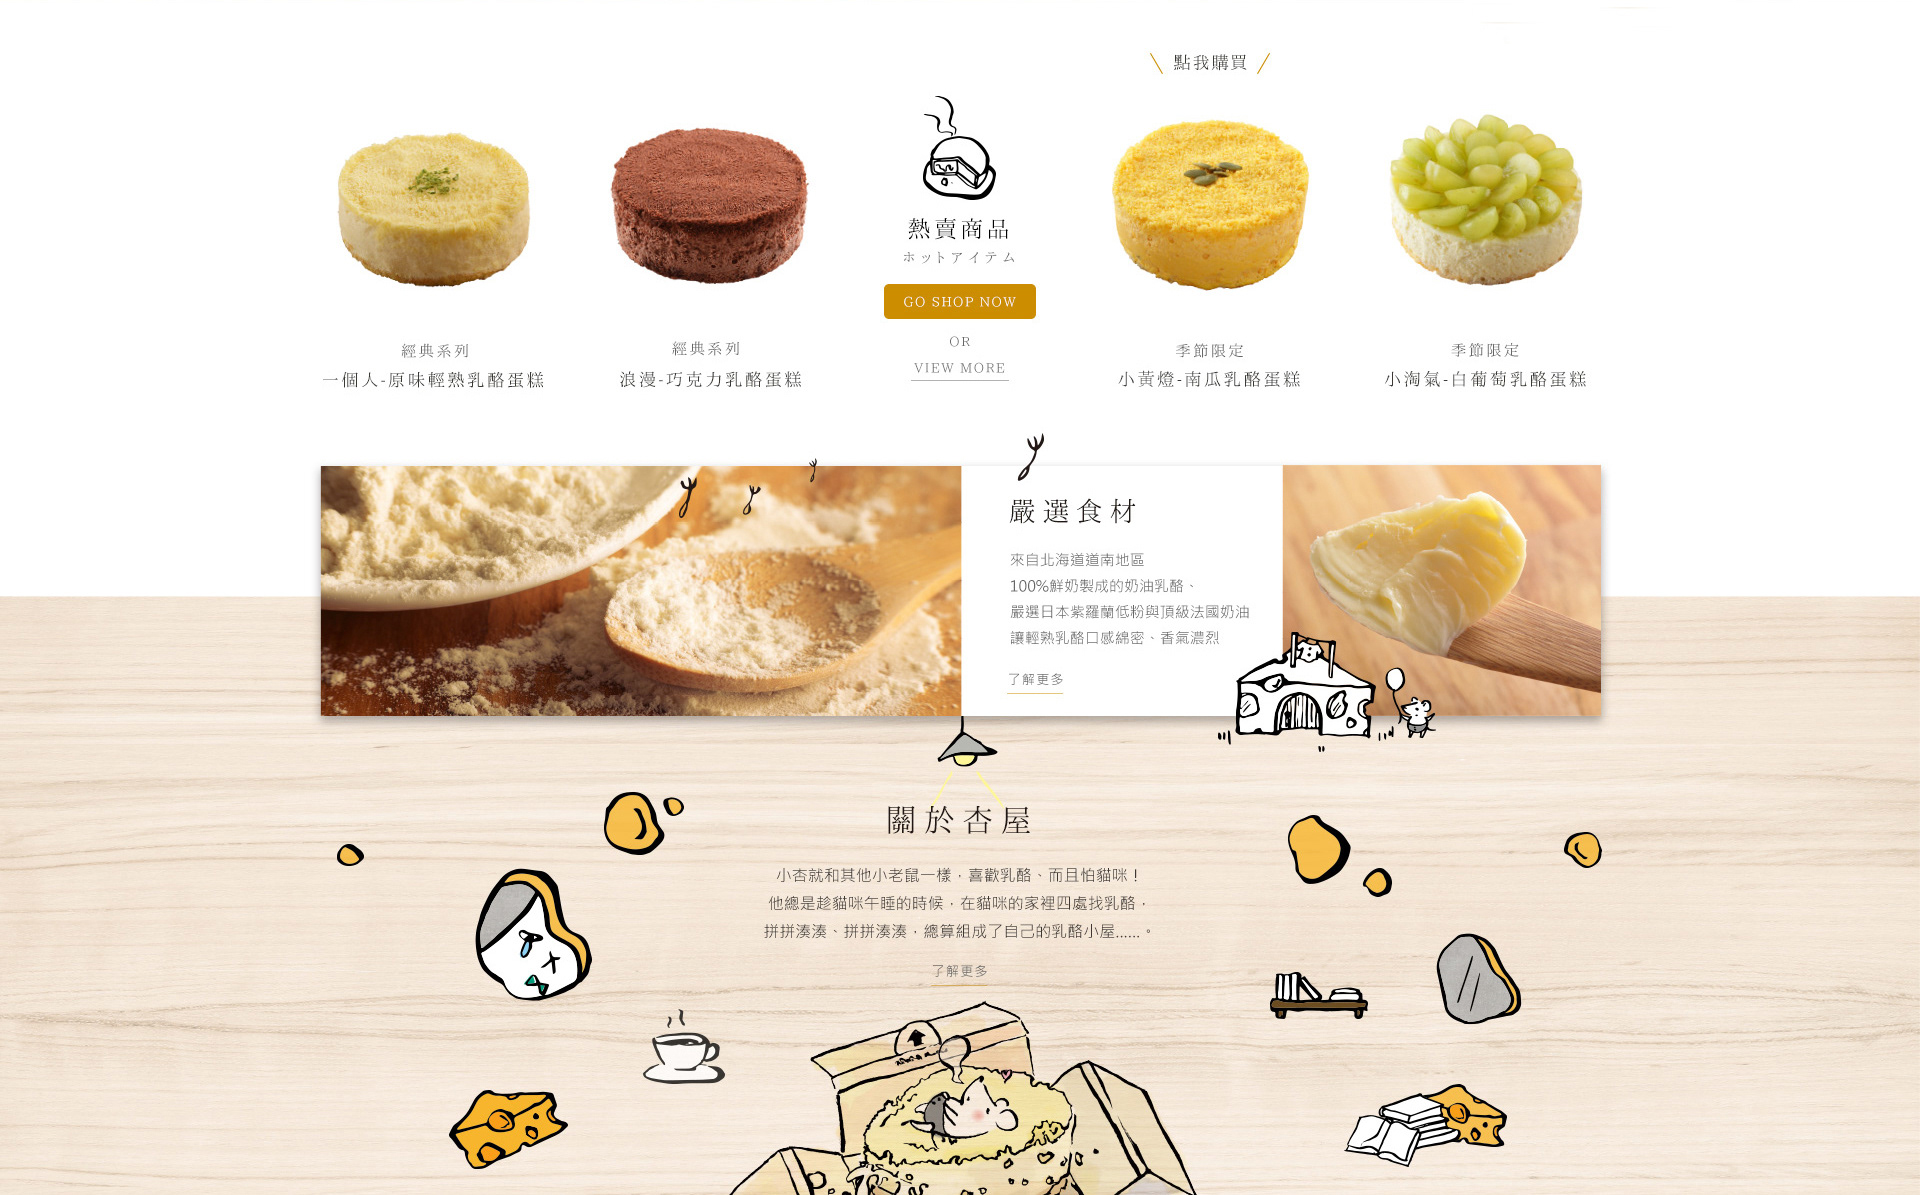 點我購買
熱賣商品
ホットアイテム
GO SHOP NOW
OR
VIEW MORE
經典系列
一個人-原味輕熟乳酪蛋糕
經典系列
浪漫-巧克力乳酪蛋糕
季節限定
小黃燈-南瓜乳酪蛋糕
季節限定
小淘氣-白葡萄乳酪蛋糕
嚴選食材
來自北海道道南地區
100%鮮奶製成的奶油乳酪、
嚴選日本紫羅蘭低粉與頂級法國奶油
讓輕熟乳酪口感綿密、香氣濃烈
了解更多
關於杏屋
小杏就和其他小老鼠一樣，喜歡乳酪、而且怕貓咪！
他總是趁貓咪午睡的時候，在貓咪的家裡四處找乳酪，
拼拼湊湊、拼拼湊湊，總算組成了自己的乳酪小屋......。
了解更多